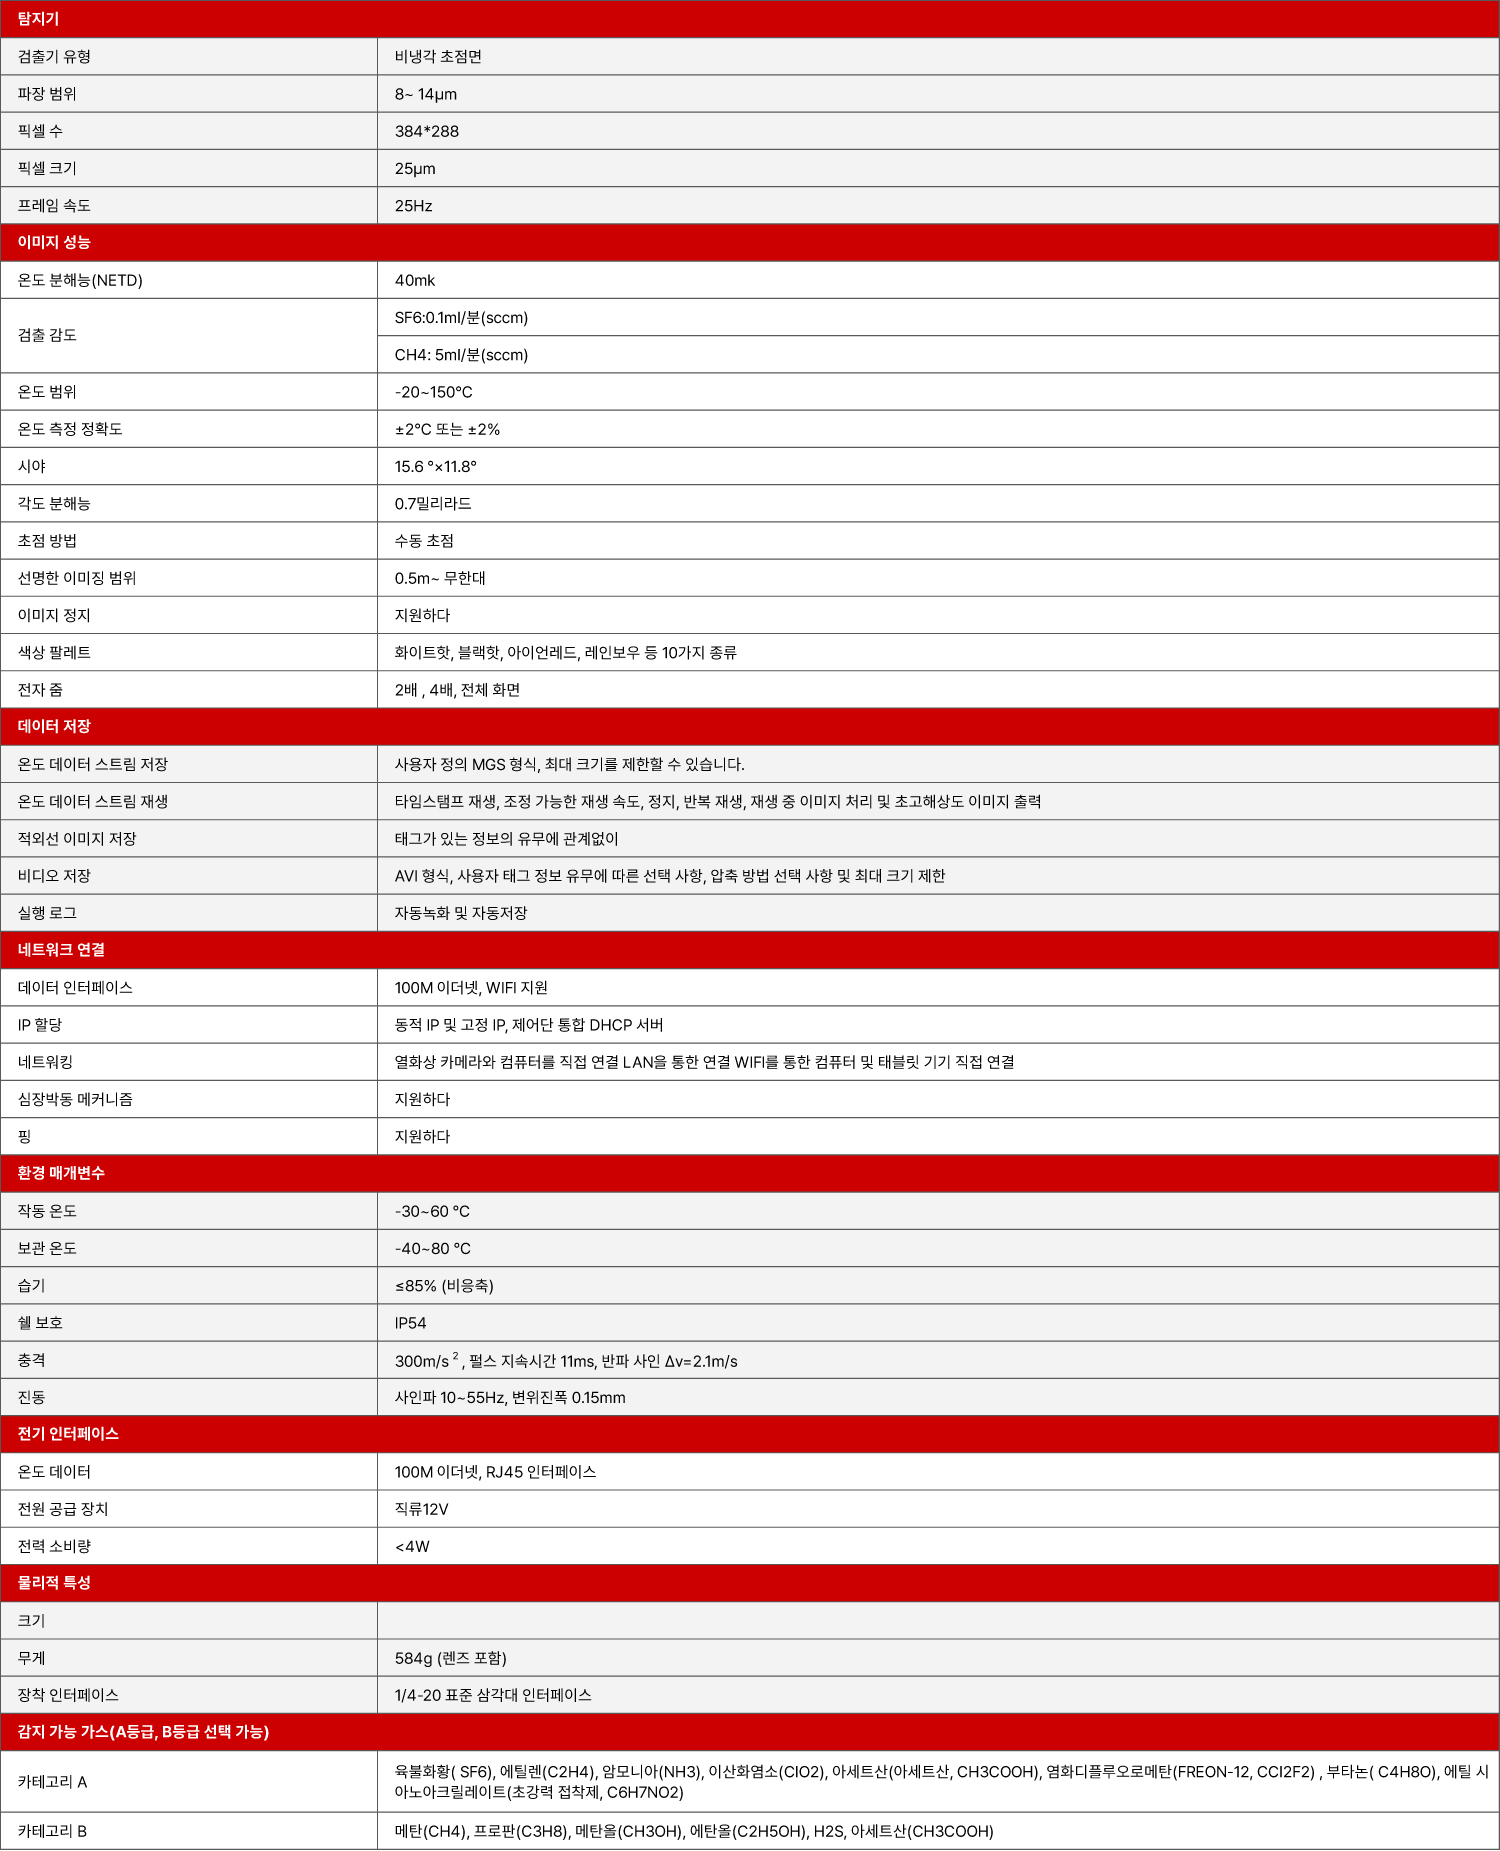 탐지기
검출기 유형 비냉각 초점면
파장 범위 8~ 14μm
픽셀 수 384*288
픽셀 크기 25μm
프레임 속도 25Hz
이미지 성능
온도 분해능(NETD) 40mk
검출 감도 SF6:0.1ml/분(sccm)
CH4: 5ml/분(sccm)
온도 범위 -20~150°C
온도 측정 정확도 ±2°C 또는 ±2%
시야 15.6 °×11.8°
각도 분해능 0.7밀리라드
초점 방법 수동 초점
선명한 이미징 범위 0.5m~ 무한대
이미지 정지 지원하다
색상 팔레트 화이트핫, 블랙핫, 아이언레드, 레인보우 등 10가지 종류
전자 줌 2배 , 4배, 전체 화면
데이터 저장
온도 데이터 스트림 저장 사용자 정의 MGS 형식, 최대 크기를 제한할 수 있습니다.
온도 데이터 스트림 재생 타임스탬프 재생, 조정 가능한 재생 속도, 정지, 반복 재생, 재생 중 이미지 처리 및 초고해상도 이미지 출력
적외선 이미지 저장 태그가 있는 정보의 유무에 관계없이
비디오 저장 AVI 형식, 사용자 태그 정보 유무에 따른 선택 사항, 압축 방법 선택 사항 및 최대 크기 제한
실행 로그 자동녹화 및 자동저장
네트워크 연결
데이터 인터페이스 100M 이더넷, WIFI 지원
IP 할당 동적 IP 및 고정 IP, 제어단 통합 DHCP 서버
네트워킹 열화상 카메라와 컴퓨터를 직접 연결 LAN을 통한 연결 WIFI를 통한 컴퓨터 및 태블릿 기기 직접 연결
심장박동 메커니즘 지원하다
핑 지원하다
환경 매개변수
작동 온도 -30~60 °C
보관 온도 -40~80 °C
습기 ≤85% (비응축)
쉘 보호 IP54
충격 300m/s ², 펄스 지속시간 11ms, 반파 사인 Δv=2.1m/s
진동 사인파 10~55Hz, 변위진폭 0.15mm
전기 인터페이스
온도 데이터 100M 이더넷, RJ45 인터페이스
전원 공급 장치 직류12V
전력 소비량 <4W
물리적 특성
크기
무게 584g (렌즈 포함)
장착 인터페이스 1/4-20 표준 삼각대 인터페이스
감지 가능 가스(A등급, B등급 선택 가능)
카테고리 A 육불화황( SF6), 에틸렌(C2H4), 암모니아(NH3), 이산화염소(ClO2), 아세트산(아세트산, CH3COOH), 염화디플루오로메탄(FREON-12, CCl2F2) , 부타논( C4H8O), 에틸 시
아노아크릴레이트(초강력 접착제, C6H7NO2)
카테고리 B 메탄(CH4), 프로판(C3H8), 메탄올(CH3OH), 에탄올(C2H5OH), H2S, 아세트산(CH3COOH)